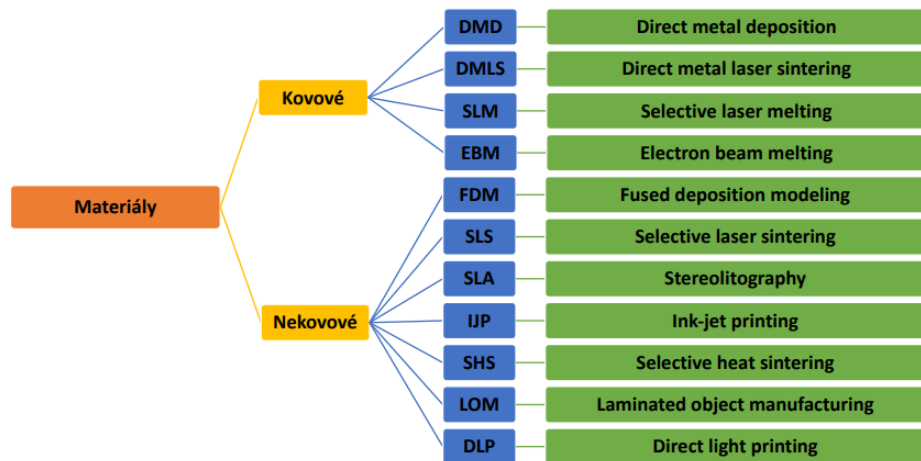 Materiály
Kovové
DMD Direct metal deposition
DMLS Direct metal laser sintering
SLM Selective laser melting
EBM Electron beam melting
Nekovové
FDM Fused deposition modeling
SLS Selective laser sintering
SLA Stereolitography
IJP Ink-jet printing
SHS Selective heat sintering
LOM Laminated object manufacturing
DLP Direct light printing